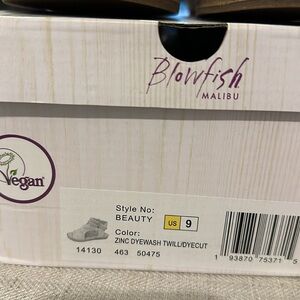 Blowfish
MALIBU
Vegan
Style No:
BEAUTY
US 9
Color:
ZINC DYEWASH TWILL/DYECUT
14130 463 50475
1 93870 75371 5